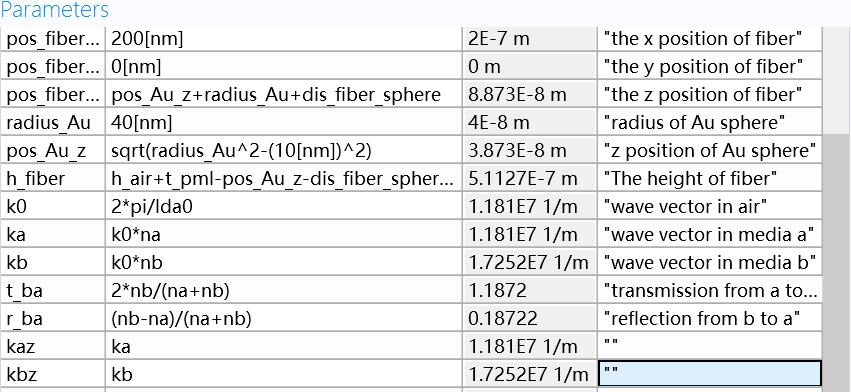 Parameters
pos_fiber... 200[nm] 2E-7 m "the x position of fiber"
pos_fiber... 0[nm] 0 m "the y position of fiber"
pos_fiber... pos_Au_z+radius_Au+dis_fiber_sphere 8.873E-8 m "the z position of fiber"
radius_Au 40[nm] 4E-8 m "radius of Au sphere"
pos_Au_z sqrt(radius_Au^2-(10[nm])^2) 3.873E-8 m "z position of Au sphere"
h_fiber h_air+t_pml-pos_Au_z-dis_fiber_spher... 5.1127E-7 m "The height of fiber"
k0 2*pi/lda0 1.181E7 1/m "wave vector in air"
ka k0*na 1.181E7 1/m "wave vector in media a"
kb k0*nb 1.7252E7 1/m "wave vector in media b"
t_ba 2*nb/(na+nb) 1.1872 "transmission from a to...
r_ba (nb-na)/(na+nb) 0.18722 "reflection from b to a"
kaz ka 1.181E7 1/m ""
kbz kb 1.7252E7 1/m ""